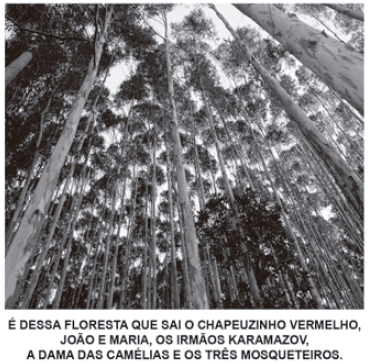 É DESSA FLORESTA QUE SAI O CHAPEUZINHO VERMELHO,
JOÃO E MARIA, OS IRMÃOS KARAMAZOV,
A DAMA DAS CAMÉLIAS E OS TRÊS MOSQUETEIROS.